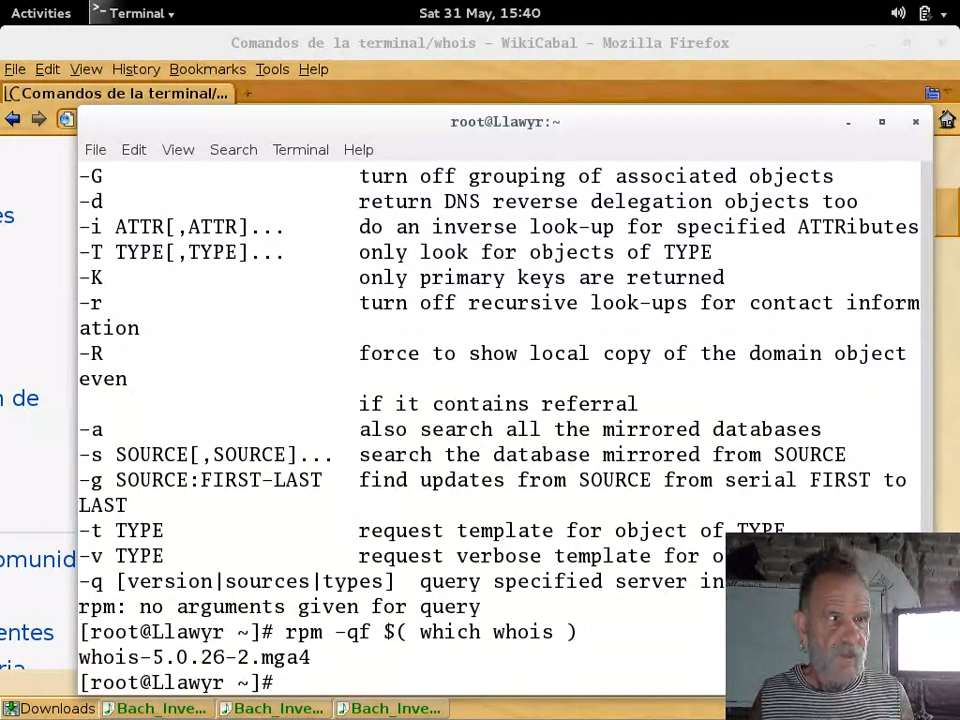 Activities Terminal Sat 31 May, 15:40
Comandos de la terminal/whois - WikiCabal - Mozilla Firefox
File Edit View History Bookmarks Tools Help
Comandos de la terminal/...
root@Llawyr:~
File Edit View Search Terminal Help
-G turn off grouping of associated objects
-d return DNS reverse delegation objects too
-i ATTR[,ATTR]... do an inverse look-up for specified ATTRibutes
-T TYPE[,TYPE]... only look for objects of TYPE
-K only primary keys are returned
-r turn off recursive look-ups for contact inform
ation
-R force to show local copy of the domain object
even
if it contains referral
-a also search all the mirrored databases
-s SOURCE[,SOURCE]... search the database mirrored from SOURCE
-g SOURCE:FIRST-LAST find updates from SOURCE from serial FIRST to
LAST
-t TYPE request template for object of TYPE
-v TYPE request verbose template for o
-q [version|sources|types] query specified server in
rpm: no arguments given for query
[root@Llawyr ~]# rpm -qf $( which whois )
whois-5.0.26-2.mga4
[root@Llawyr ~]#
es
n de
omunid
entes
ria
Downloads Bach_Inve... Bach_Inve... Bach_Inve...